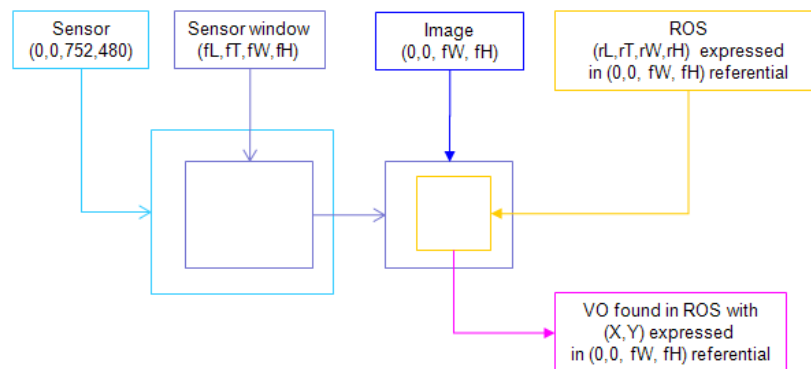 Sensor
(0,0,752,480)
Sensor window
(fL,fT,fW,fH)
Image
(0,0, fW, fH)
ROS
(rL,rT,rW,rH) expressed
in (0,0, fW, fH) referential
VO found in ROS with
(X,Y) expressed
in (0,0, fW, fH) referential